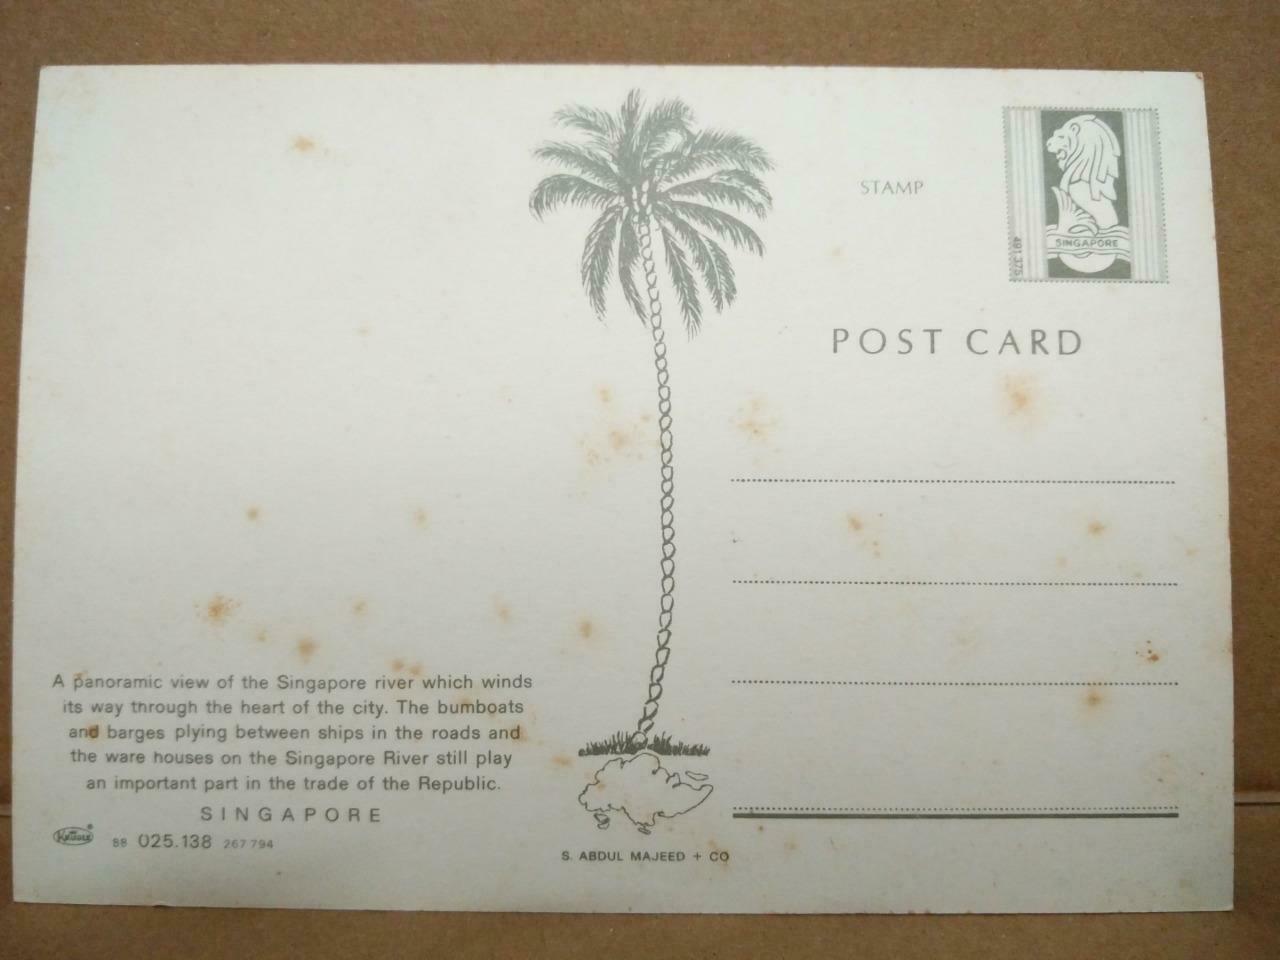 STAMP
SINGAPORE
491.375
POST CARD
A panoramic view of the Singapore river which winds
its way through the heart of the city. The bumboats
and barges plying between ships in the roads and
the ware houses on the Singapore River still play
an important part in the trade of the Republic.
SINGAPORE
KRÜGER ® 88 025.138 267 794
S. ABDUL MAJEED + CO